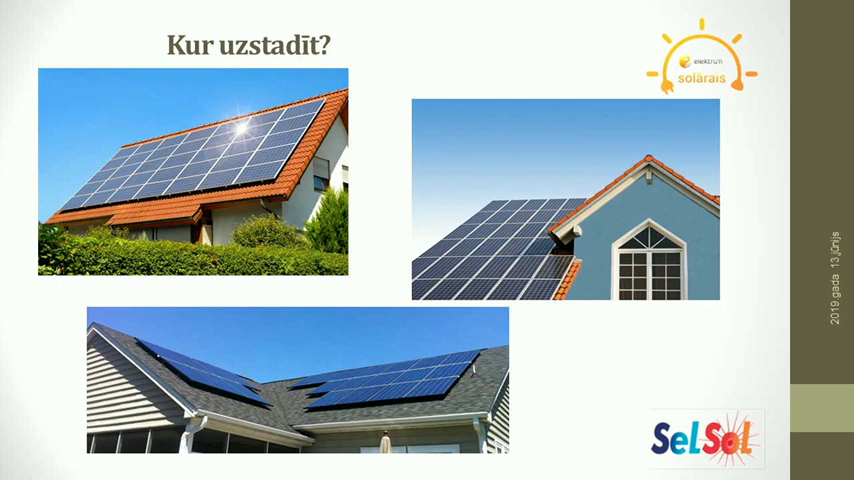 Kur uzstadīt?
elektrum
solārais
2019 gada 13.jūnijs
SelSol